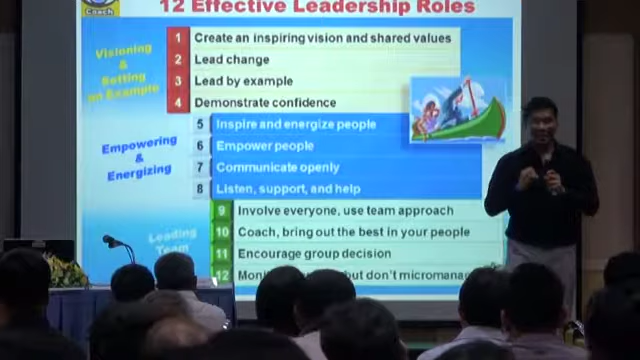 Coach
12 Effective Leadership Roles
Visioning
&
Setting
an Example
1 Create an inspiring vision and shared values
2 Lead change
3 Lead by example
4 Demonstrate confidence
Empowering
&
Energizing
5 Inspire and energize people
6 Empower people
7 Communicate openly
8 Listen, support, and help
Leading
Team
9 Involve everyone, use team approach
10 Coach, bring out the best in your people
11 Encourage group decision
12 but don't